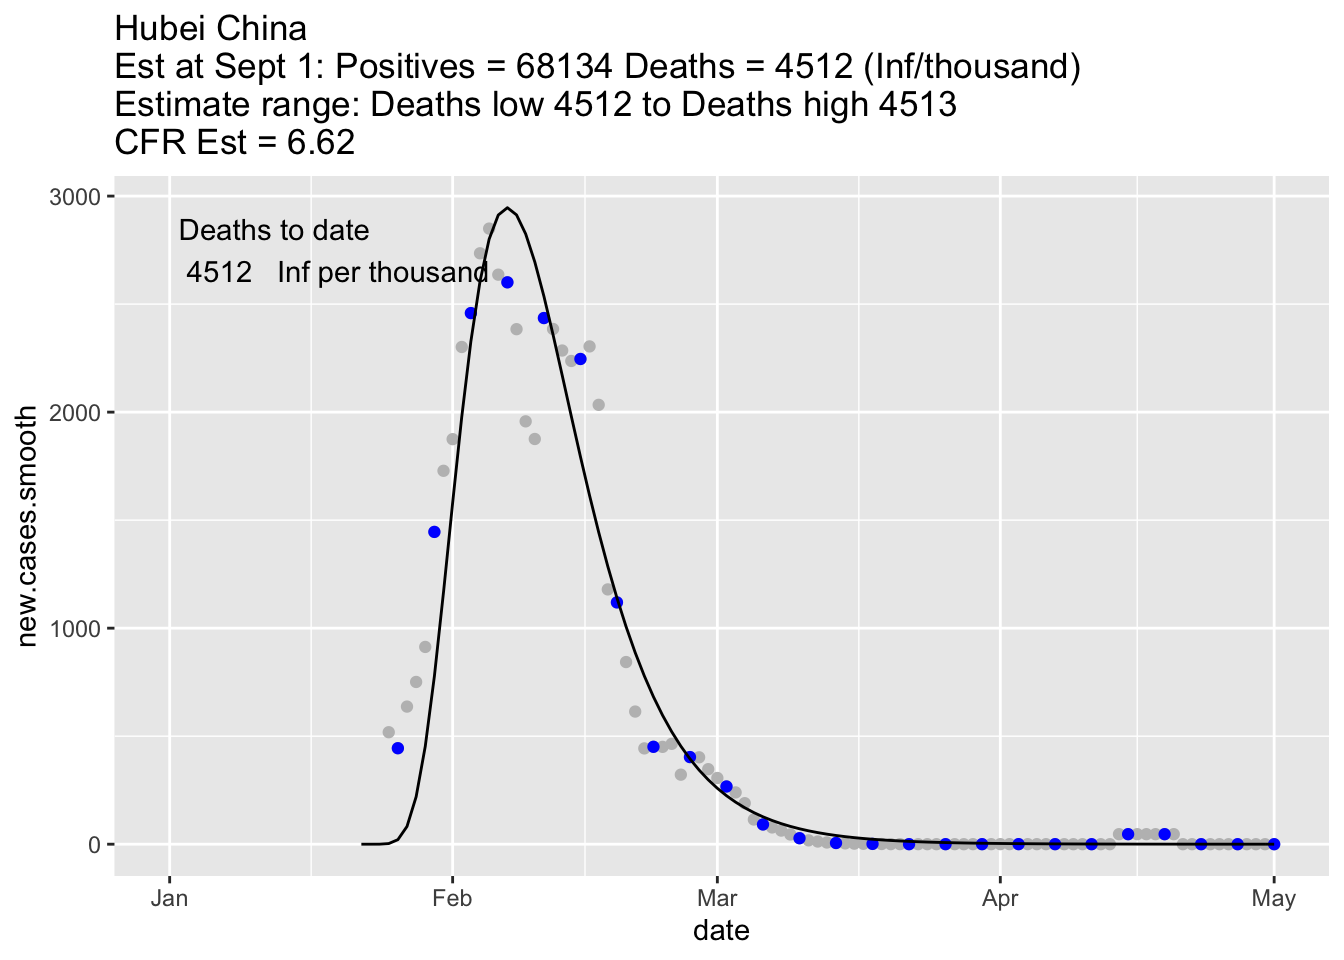 Hubei China
Est at Sept 1: Positives = 68134 Deaths = 4512 (Inf/thousand)
Estimate range: Deaths low 4512 to Deaths high 4513
CFR Est = 6.62
3000
Deaths to date
4512 Inf per thousand
2000
new.cases.smooth
1000
0
Jan Feb Mar Apr May
date